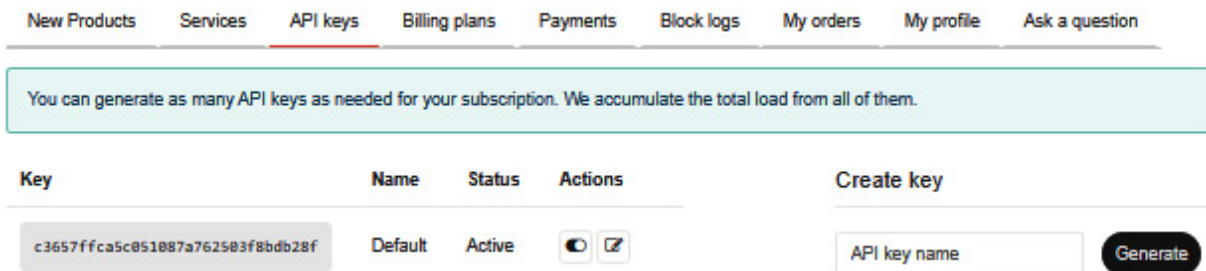 New Products Services API keys Billing plans Payments Block logs My orders My profile Ask a question
You can generate as many API keys as needed for your subscription. We accumulate the total load from all of them.
Key Name Status Actions Create key
c3657ffca5c051087a762503f8bdb28f Default Active API key name Generate